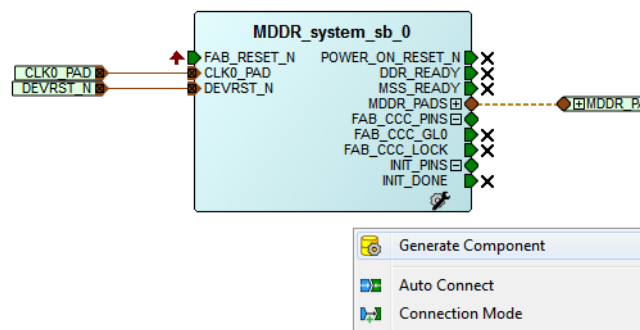 MDDR_system_sb_0
FAB_RESET_N
POWER_ON_RESET_N
CLK0_PAD
CLK0_PAD
DDR_READY
DEVRST_N
DEVRST_N
MSS_READY
MDDR_PADS
MDDR_PA
FAB_CCC_PINS
FAB_CCC_GL0
FAB_CCC_LOCK
INIT_PINS
INIT_DONE
Generate Component
Auto Connect
Connection Mode